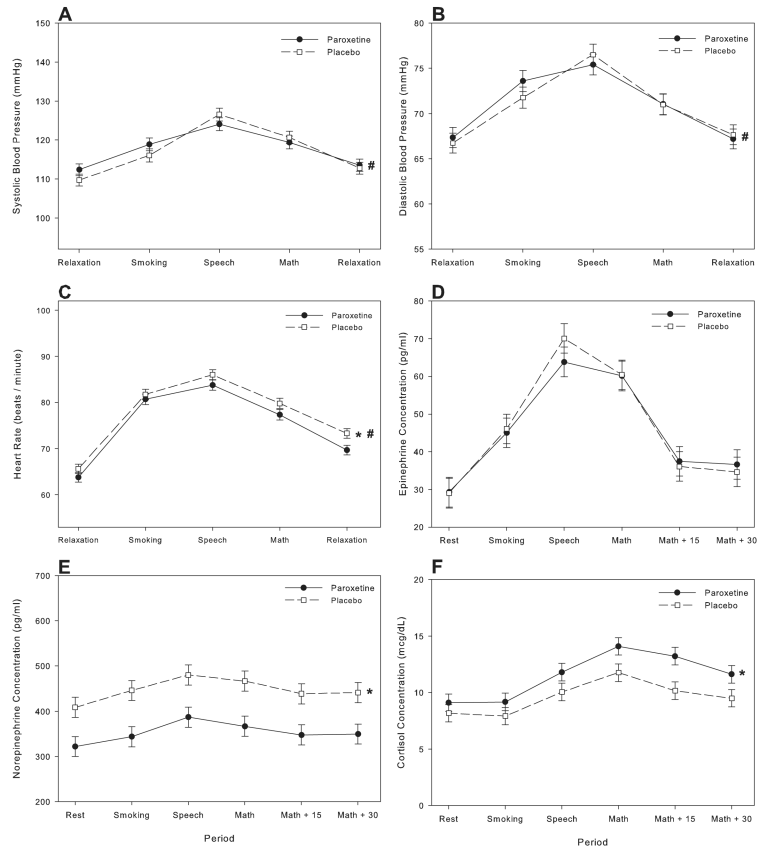 A
Systolic Blood Pressure (mmHg)
150
140
130
120
110
100
Paroxetine
Placebo
#
Relaxation Smoking Speech Math Relaxation
B
Diastolic Blood Pressure (mmHg)
80
75
70
65
60
55
Paroxetine
Placebo
#
Relaxation Smoking Speech Math Relaxation
C
Heart Rate (beats / minute)
100
90
80
70
60
Paroxetine
Placebo
* #
Relaxation Smoking Speech Math Relaxation
D
Epinephrine Concentration (pg/ml)
80
70
60
50
40
30
20
Paroxetine
Placebo
Rest Smoking Speech Math Math + 15 Math + 30
E
Norepinephrine Concentration (pg/ml)
700
600
500
400
300
200
Paroxetine
Placebo
*
Rest Smoking Speech Math Math + 15 Math + 30
Period
F
Cortisol Concentration (mcg/dL)
20
15
10
5
0
Paroxetine
Placebo
*
Rest Smoking Speech Math Math + 15 Math + 30
Period